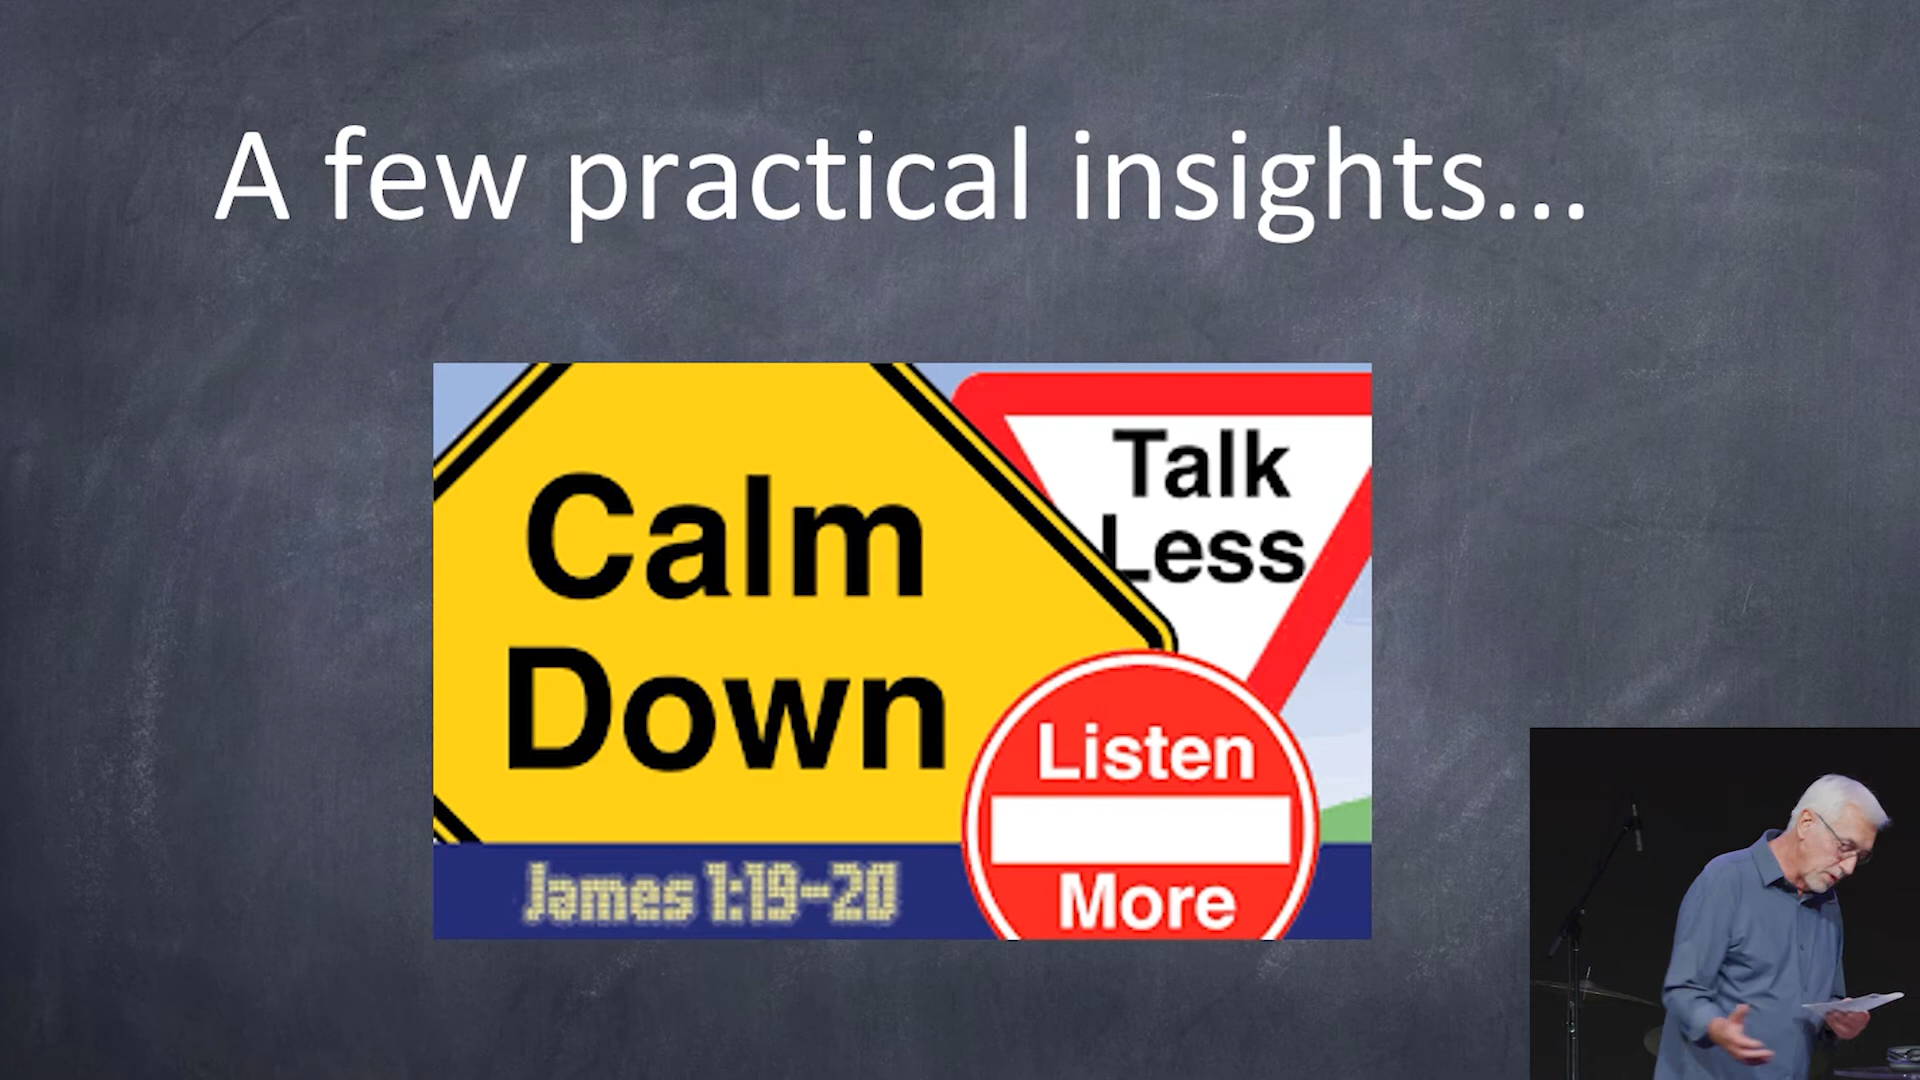 A few practical insights...
Calm
Down
Talk
Less
Listen
More
James 1:19-20